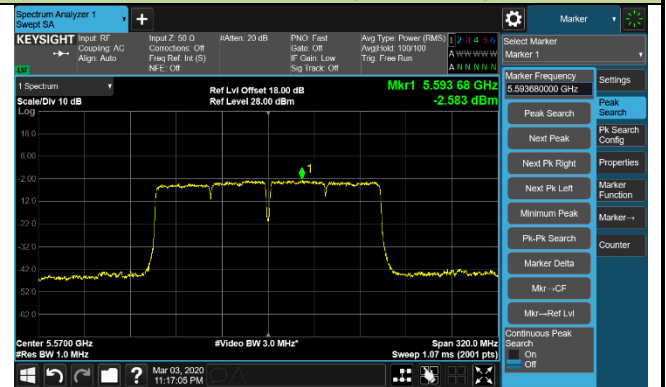 Spectrum Analyzer 1
Swept SA
+
Marker
KEYSIGHT
Input: RF
Coupling: AC
Align: Auto
Input Z: 50 Ω
Corrections: Off
Freq Ref: Int (S)
NFE: Off
#Atten: 20 dB
PNO: Fast
Gate: Off
IF Gain: Low
Sig Track: Off
Avg Type: Power (RMS)
Avg|Hold: 100/100
Trig: Free Run
1 2 3 4 5 6
A W W W W W
A N N N N N
Select Marker
Marker 1
1 Spectrum
Scale/Div 10 dB
Log
Ref Lvl Offset 18.00 dB
Ref Level 28.00 dBm
Mkr1 5.593 68 GHz
-2.583 dBm
18.0
8.00
-2.00
-12.0
-22.0
-32.0
-42.0
-52.0
-62.0
1
Center 5.5700 GHz
#Res BW 1.0 MHz
#Video BW 3.0 MHz*
Span 320.0 MHz
Sweep 1.07 ms (2001 pts)
Marker Frequency
5.593680000 GHz
Peak Search
Next Peak
Next Pk Right
Next Pk Left
Minimum Peak
Pk-Pk Search
Marker Delta
Mkr→CF
Mkr→Ref Lvl
Continuous Peak
Search
On
Off
Settings
Peak
Search
Pk Search
Config
Properties
Marker
Function
Marker→
Counter
?
Mar 03, 2020
11:17:05 PM